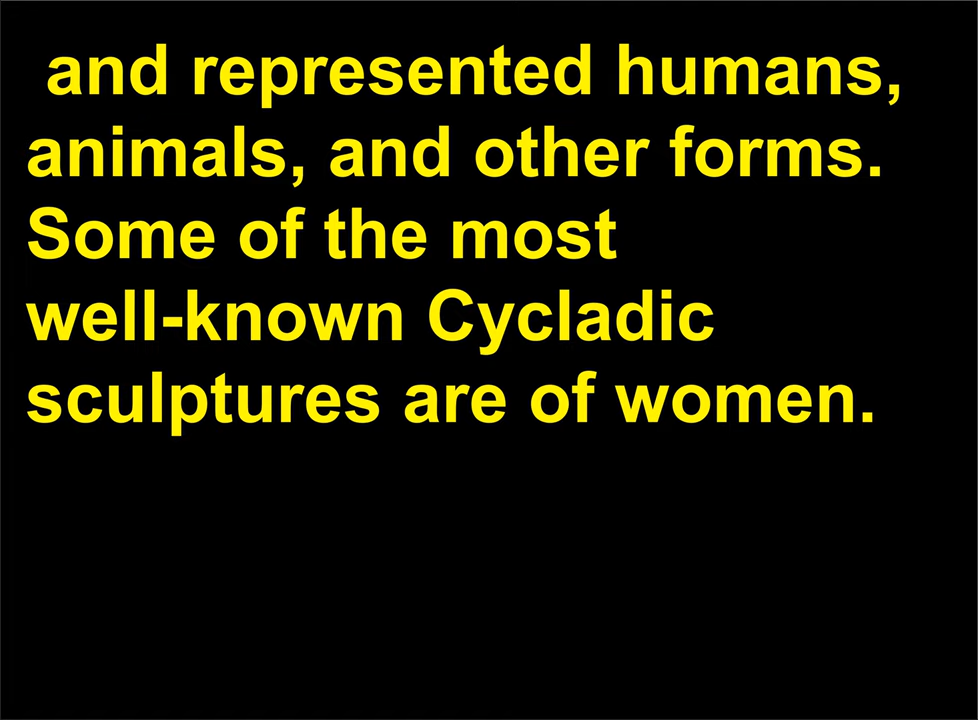 and represented humans,
animals, and other forms.
Some of the most
well-known Cycladic
sculptures are of women.